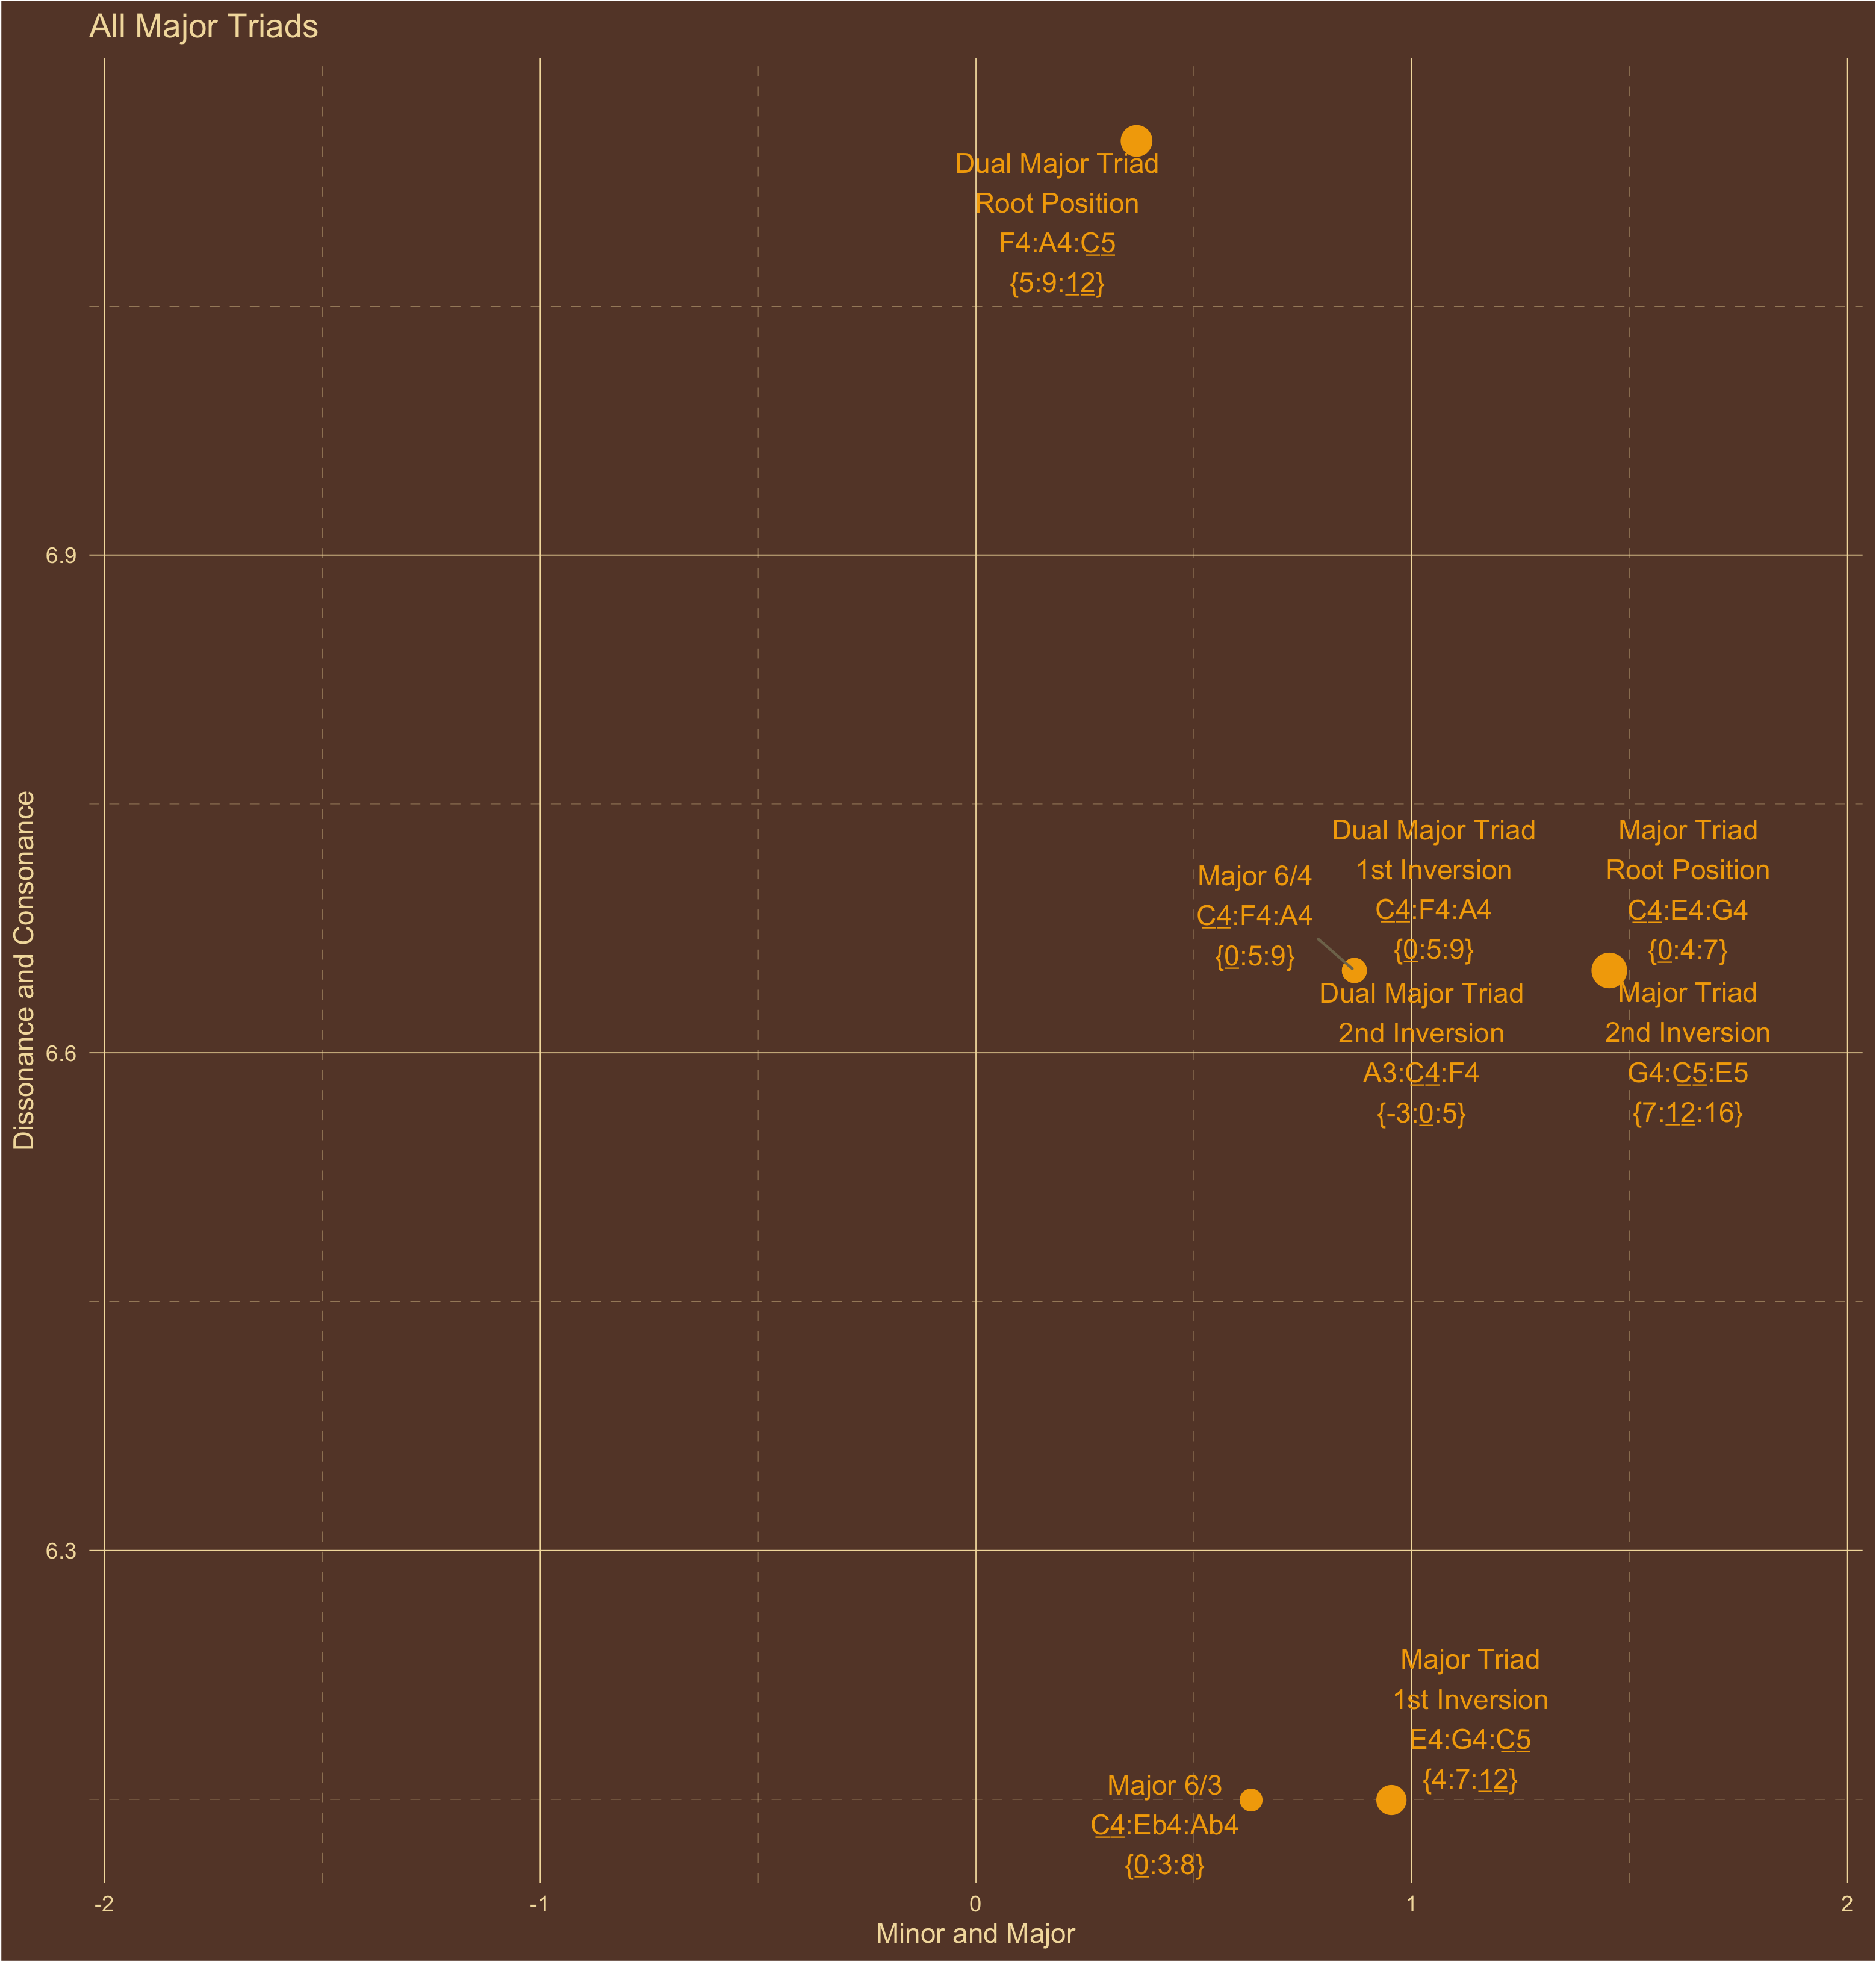 All Major Triads
Dual Major Triad
Root Position
F4:A4:C5
{5:9:12}
6.9
Dissonance and Consonance
Major 6/4
C4:F4:A4
{0:5:9}
Dual Major Triad
1st Inversion
C4:F4:A4
{0:5:9}
Major Triad
Root Position
C4:E4:G4
{0:4:7}
Dual Major Triad
2nd Inversion
A3:C4:F4
{-3:0:5}
Major Triad
2nd Inversion
G4:C5:E5
{7:12:16}
6.6
6.3
Major Triad
1st Inversion
E4:G4:C5
{4:7:12}
Major 6/3
C4:Eb4:Ab4
{0:3:8}
-2 -1 0 1 2
Minor and Major